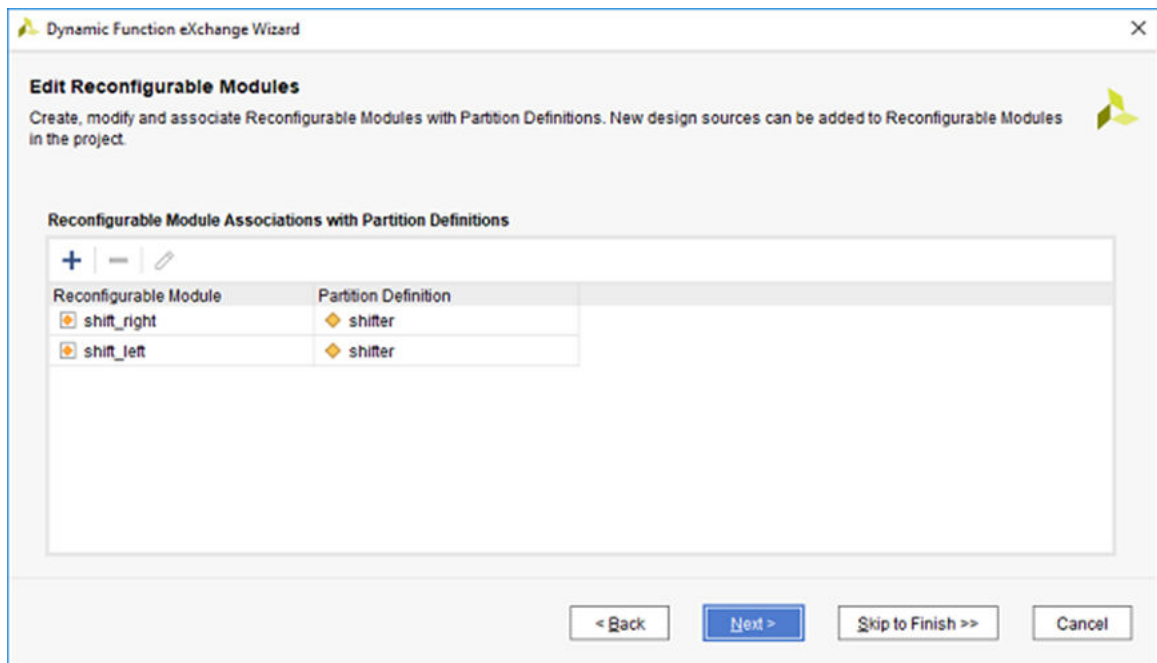 Dynamic Function eXchange Wizard
Edit Reconfigurable Modules
Create, modify and associate Reconfigurable Modules with Partition Definitions. New design sources can be added to Reconfigurable Modules
in the project.
Reconfigurable Module Associations with Partition Definitions
Reconfigurable Module Partition Definition
shift_right shifter
shift_left shifter
< Back Next > Skip to Finish >> Cancel